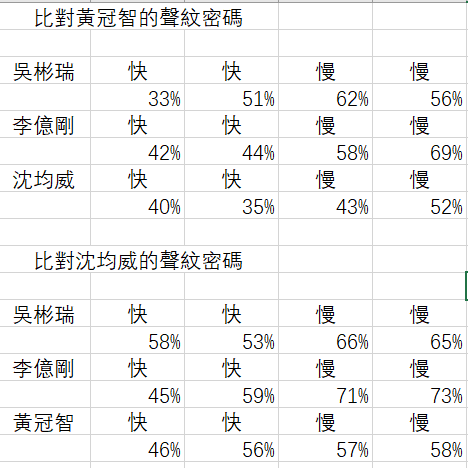 比對黃冠智的聲紋密碼
吳彬瑞 快 快 慢 慢
33% 51% 62% 56%
李億剛 快 快 慢 慢
42% 44% 58% 69%
沈均威 快 快 慢 慢
40% 35% 43% 52%
比對沈均威的聲紋密碼
吳彬瑞 快 快 慢 慢
58% 53% 66% 65%
李億剛 快 快 慢 慢
45% 59% 71% 73%
黃冠智 快 快 慢 慢
46% 56% 57% 58%